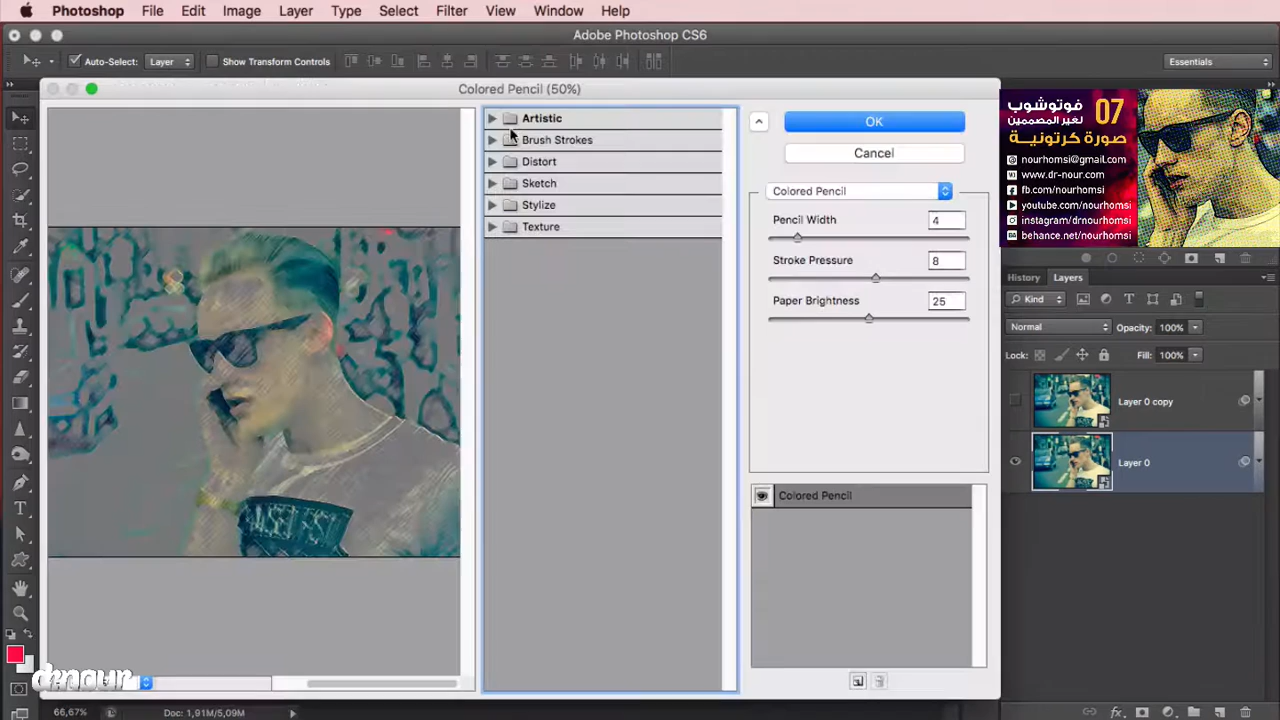 Photoshop File Edit Image Layer Type Select Filter View Window Help
Adobe Photoshop CS6
Auto-Select: Layer Show Transform Controls Essentials
Colored Pencil (50%)
Artistic
Brush Strokes
Distort
Sketch
Stylize
Texture
OK
Cancel
Colored Pencil
Pencil Width 4
Stroke Pressure 8
Paper Brightness 25
Colored Pencil
07 فوتوشوب
لغير المصممين
صورة كرتونية
nourhomsi@gmail.com
www.dr-nour.com
fb.com/nourhomsi
youtube.com/nourhomsi
instagram/drnourhomsi
behance.net/nourhomsi
History Layers
Kind
Normal Opacity: 100%
Lock: Fill: 100%
Layer 0 copy
Layer 0
drnour
66,67% Doc: 1,91M/5,09M